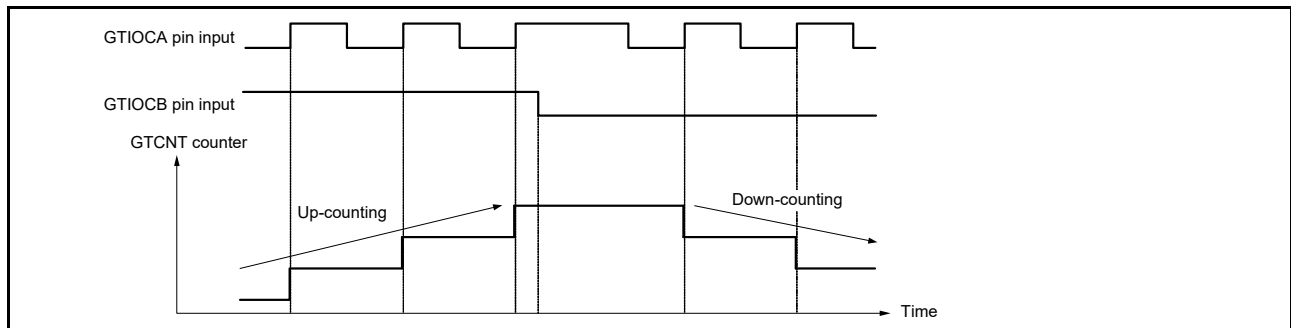 GTIOCA pin input
GTIOCB pin input
GTCNT counter
Up-counting
Down-counting
Time